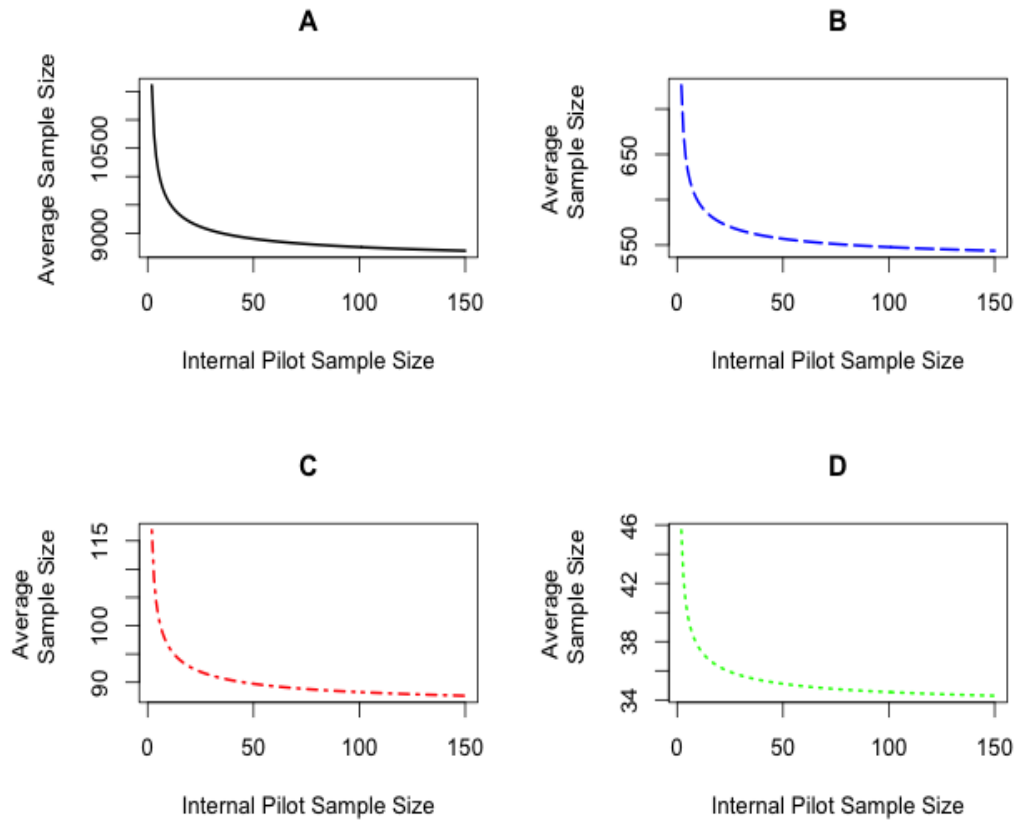 A
Average Sample Size
10500
9000
0 50 100 150
Internal Pilot Sample Size
B
Average
Sample Size
650
550
0 50 100 150
Internal Pilot Sample Size
C
Average
Sample Size
115
100
90
0 50 100 150
Internal Pilot Sample Size
D
Average
Sample Size
46
42
38
34
0 50 100 150
Internal Pilot Sample Size